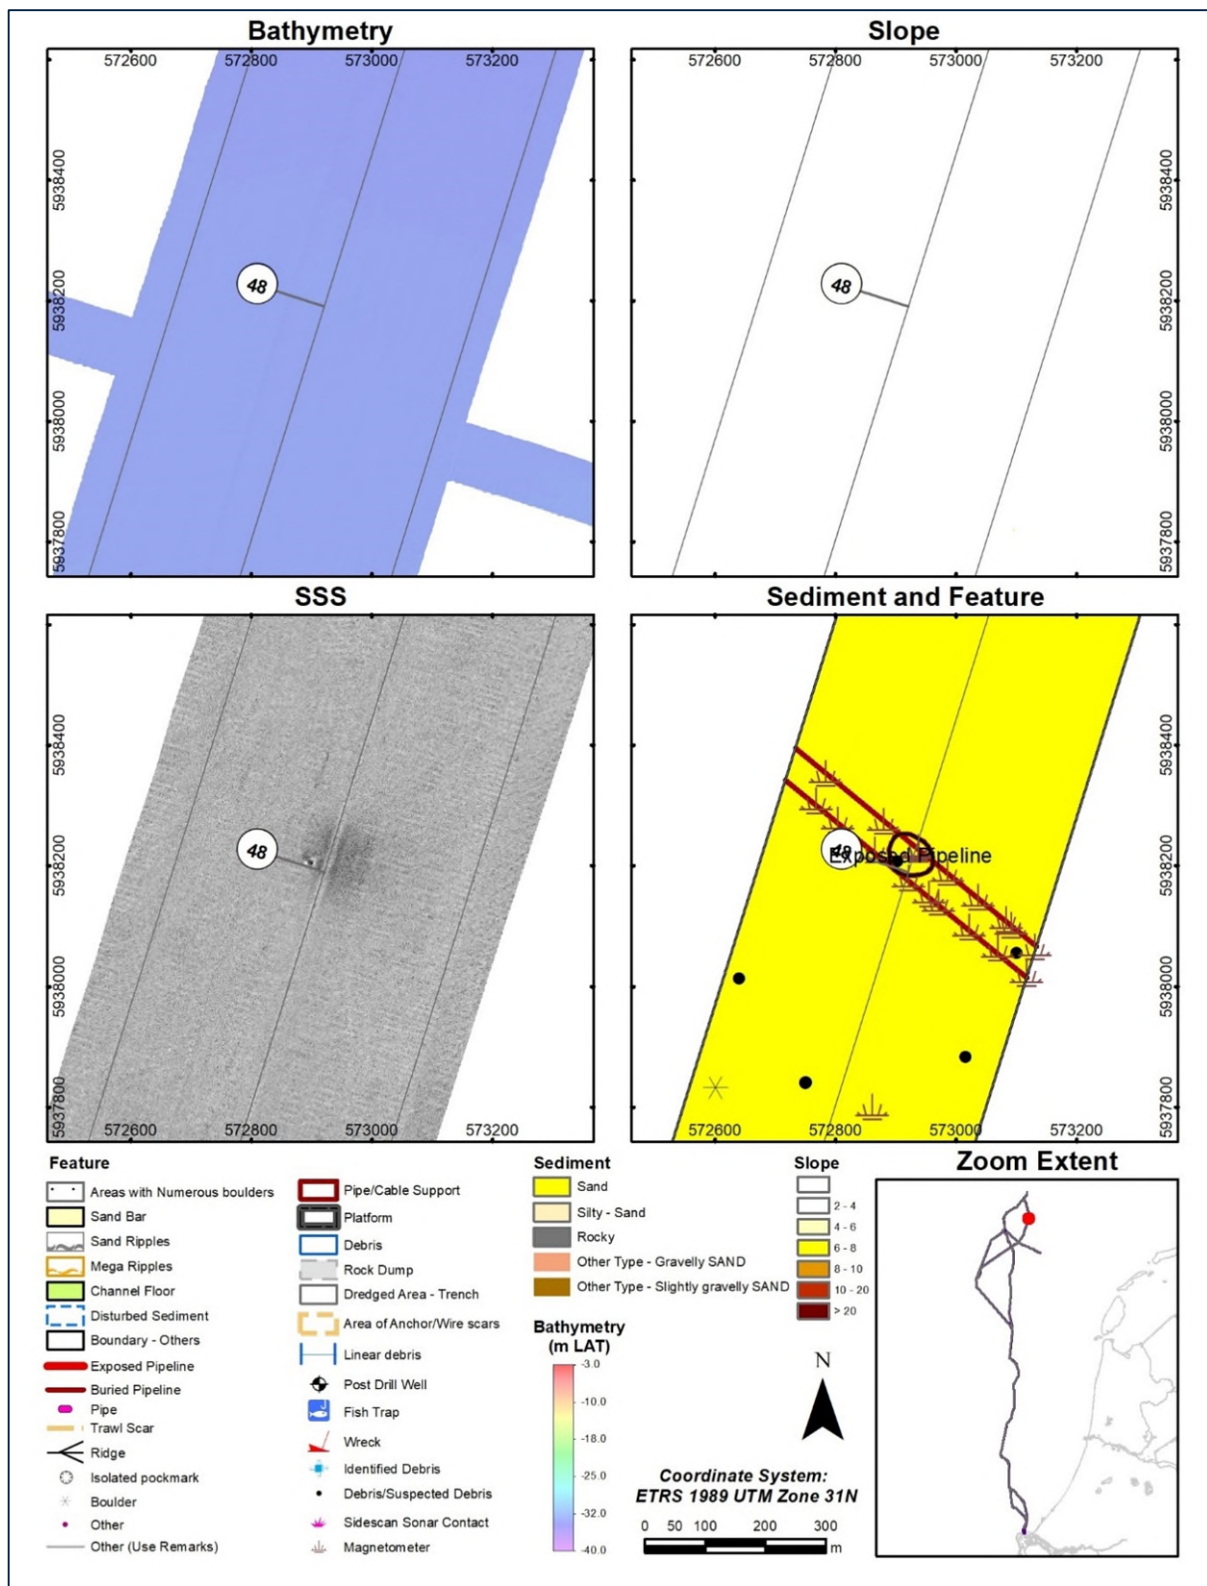 Bathymetry
572600 572800 573000 573200
5938400
5938200
5938000
5937800
48
Slope
572600 572800 573000 573200
5938400
5938200
5938000
5937800
48
SSS
5938400
5938200
5938000
5937800
572600 572800 573000 573200
48
Sediment and Feature
5938400
5938200
5938000
5937800
572600 572800 573000 573200
48
Exposed Pipeline
Feature
Areas with Numerous boulders
Sand Bar
Sand Ripples
Mega Ripples
Channel Floor
Disturbed Sediment
Boundary - Others
Exposed Pipeline
Buried Pipeline
Pipe
Trawl Scar
Ridge
Isolated pockmark
Boulder
Other
Other (Use Remarks)
Pipe/Cable Support
Platform
Debris
Rock Dump
Dredged Area - Trench
Area of Anchor/Wire scars
Linear debris
Post Drill Well
Fish Trap
Wreck
Identified Debris
Debris/Suspected Debris
Sidescan Sonar Contact
Magnetometer
Sediment
Sand
Silty - Sand
Rocky
Other Type - Gravelly SAND
Other Type - Slightly gravelly SAND
Bathymetry
(m LAT)
-3.0
-10.0
-18.0
-25.0
-32.0
-40.0
Slope
2 - 4
4 - 6
6 - 8
8 - 10
10 - 20
> 20
N
Coordinate System:
ETRS 1989 UTM Zone 31N
0 50 100 200 300
m
Zoom Extent